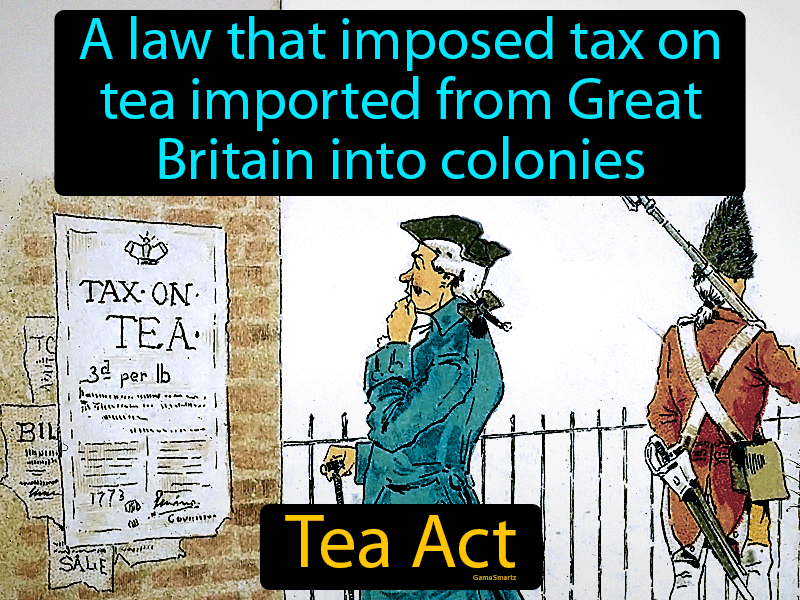 A law that imposed tax on
tea imported from Great
Britain into colonies
TAX·ON·
TEA·
3d per lb
1773
Governor
BIL
SALE
Tea Act
GameSmartz